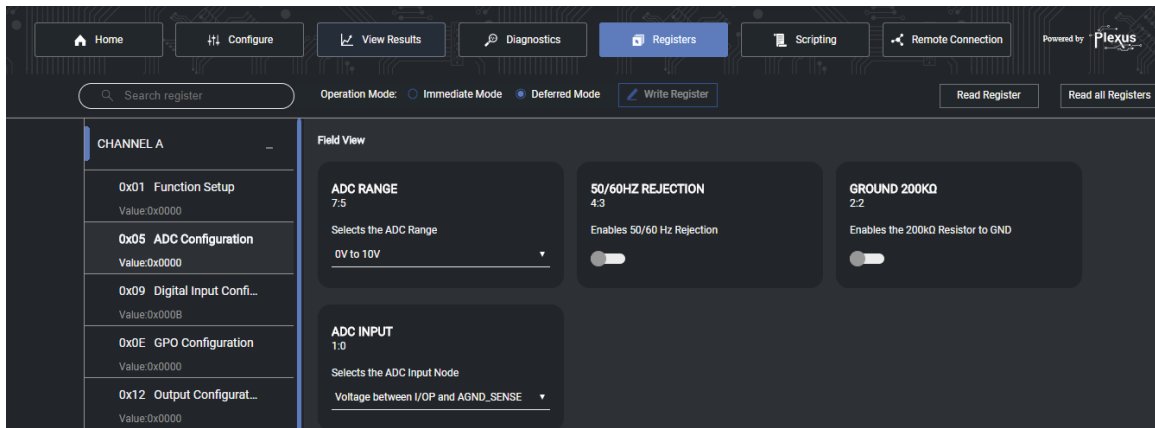 Home
Configure
View Results
Diagnostics
Registers
Scripting
Remote Connection
Powered by Plexus
Search register
Operation Mode: Immediate Mode Deferred Mode Write Register
Read Register
Read all Registers
CHANNEL A
0x01 Function Setup
Value:0x0000
0x05 ADC Configuration
Value:0x0000
0x09 Digital Input Confi...
Value:0x000B
0x0E GPO Configuration
Value:0x0000
0x12 Output Configurat...
Value:0x0000
Field View
ADC RANGE
7:5
Selects the ADC Range
0V to 10V
50/60HZ REJECTION
4:3
Enables 50/60 Hz Rejection
GROUND 200KΩ
2:2
Enables the 200kΩ Resistor to GND
ADC INPUT
1:0
Selects the ADC Input Node
Voltage between I/OP and AGND_SENSE